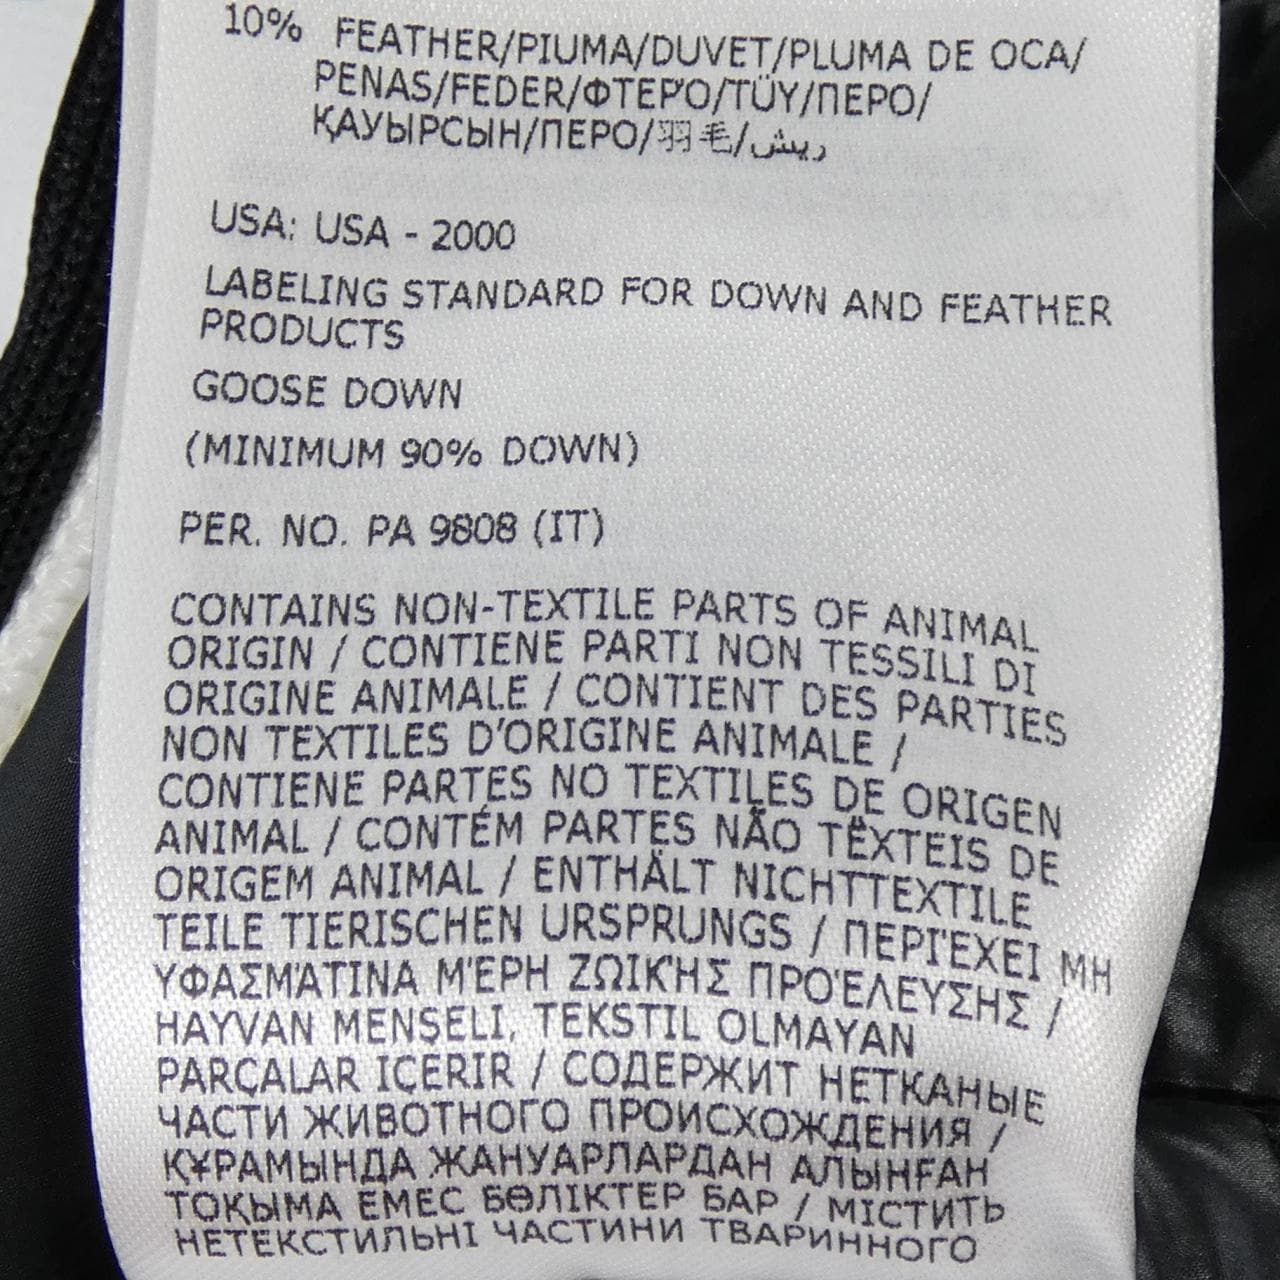 10% FEATHER/PIUMA/DUVET/PLUMA DE OCA/
PENAS/FEDER/ΦΤΕΡΌ/TÜY/ПЕРО/
ҚАУЫРСЫН/ПЕРО/羽毛/ريش
USA: USA - 2000
LABELING STANDARD FOR DOWN AND FEATHER
PRODUCTS
GOOSE DOWN
(MINIMUM 90% DOWN)
PER. NO. PA 9808 (IT)
CONTAINS NON-TEXTILE PARTS OF ANIMAL
ORIGIN / CONTIENE PARTI NON TESSILI DI
ORIGINE ANIMALE / CONTIENT DES PARTIES
NON TEXTILES D'ORIGINE ANIMALE /
CONTIENE PARTES NO TEXTILES DE ORIGEN
ANIMAL / CONTÉM PARTES NÃO TËXTEIS DE
ORIGEM ANIMAL / ENTHÄLT NICHTTEXTILE
TEILE TIERISCHEN URSPRUNGS / ΠΕΡΙΈΧΕΙ ΜΗ
ΥΦΑΣΜΆΤΙΝΑ ΜΈΡΗ ΖΩΙΚΉΣ ΠΡΟΈΛΕΥΣΗΣ /
HAYVAN MENŞELI, TEKSTIL OLMAYAN
PARÇALAR IÇERIR / СОДЕРЖИТ НЕТКАНЫЕ
ЧАСТИ ЖИВОТНОГО ПРОИСХОЖДЕНИЯ /
ҚҰРАМЫНДА ЖАНУАРЛАРДАН АЛЫНҒАН
ТОҚЫМА ЕМЕС БӨЛІКТЕР БАР / МІСТИТЬ
НЕТЕКСТИЛЬНІ ЧАСТИНИ ТВАРИННОГО